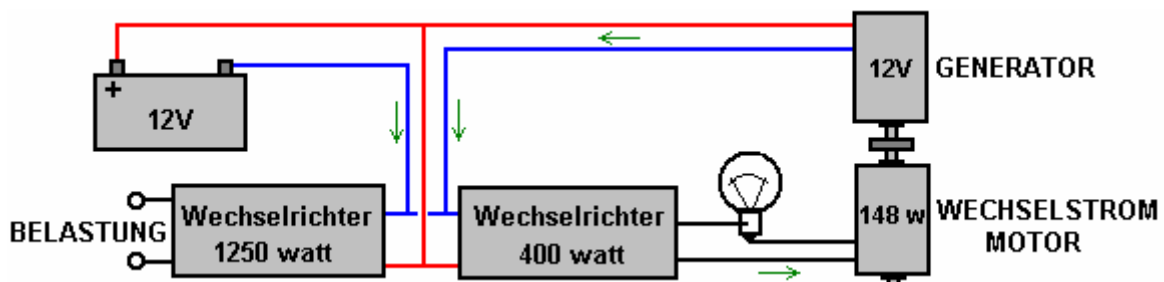 +
12V
12V
GENERATOR
BELASTUNG
Wechselrichter
1250 watt
Wechselrichter
400 watt
148 w
WECHSELSTROM
MOTOR